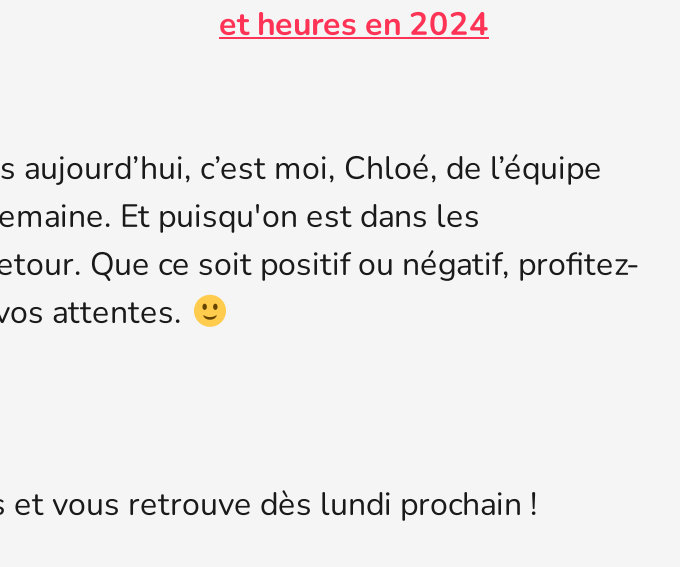 et heures en 2024
s aujourd’hui, c’est moi, Chloé, de l’équipe
emaine. Et puisqu'on est dans les
etour. Que ce soit positif ou négatif, profitez-
vos attentes. 🙂
s et vous retrouve dès lundi prochain !